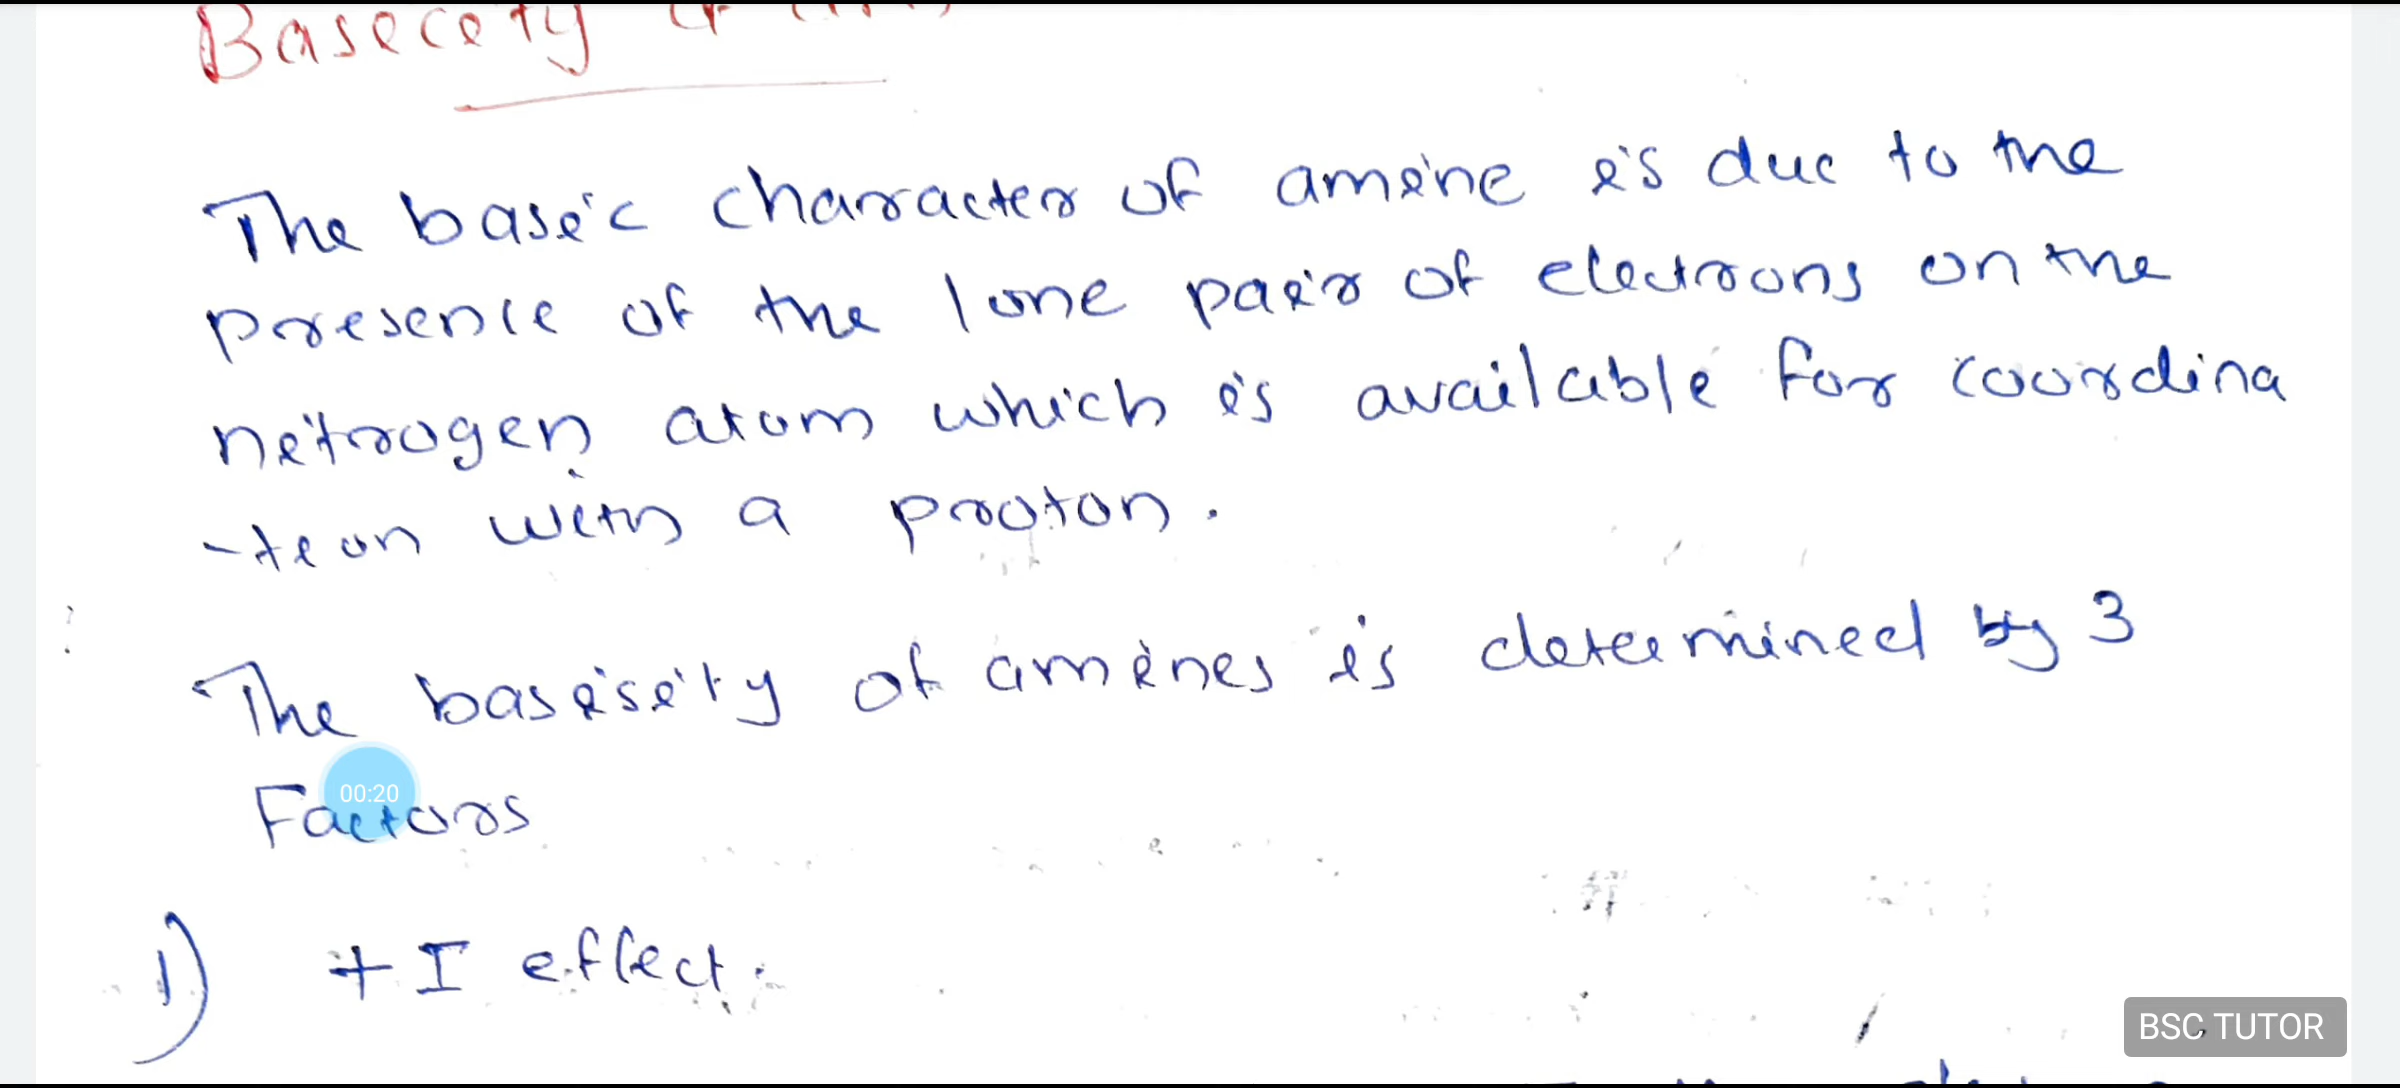 Basecety of
The basic character of amine is due to the
presence of the lone pair of electrons on the
nitrogen atom which is available for coordina
-tion with a proton.
The basisity of amines is determined by 3
Factors
00:20
1) + I effect.
BSC TUTOR